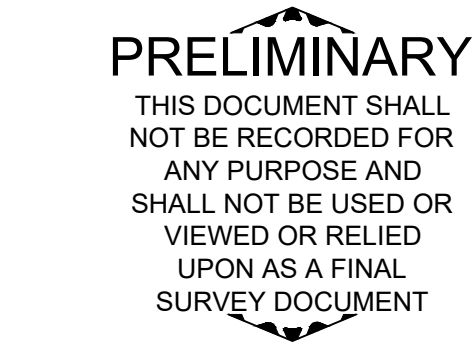 PRELIMINARY
THIS DOCUMENT SHALL
NOT BE RECORDED FOR
ANY PURPOSE AND
SHALL NOT BE USED OR
VIEWED OR RELIED
UPON AS A FINAL
SURVEY DOCUMENT